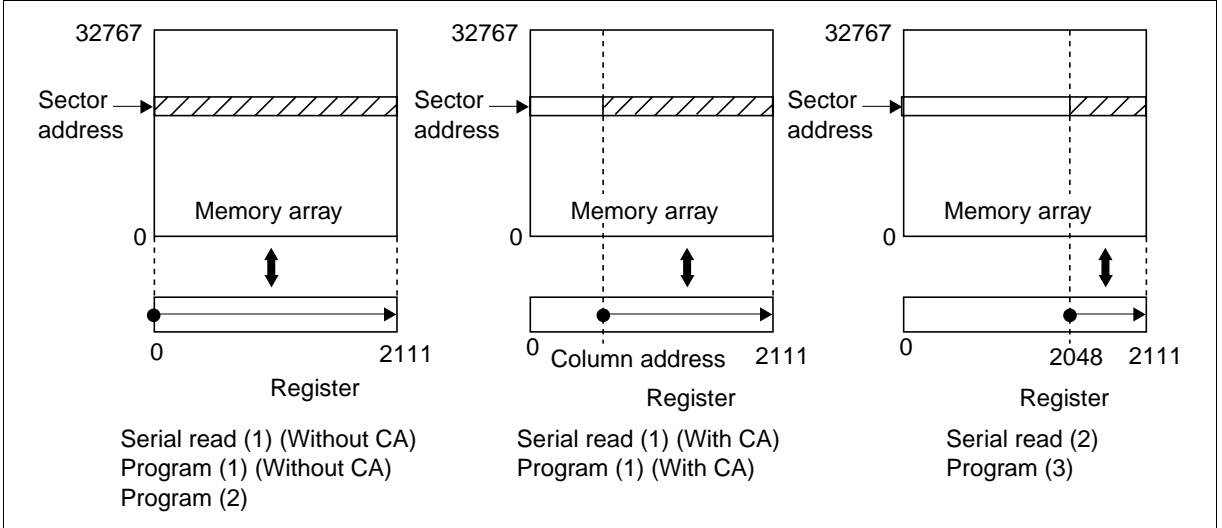 32767
Sector
address
Memory array
0
0
2111
Register
Serial read (1) (Without CA)
Program (1) (Without CA)
Program (2)
32767
Sector
address
Memory array
0
0
Column address
2111
Register
Serial read (1) (With CA)
Program (1) (With CA)
32767
Sector
address
Memory array
0
0
2048
2111
Register
Serial read (2)
Program (3)